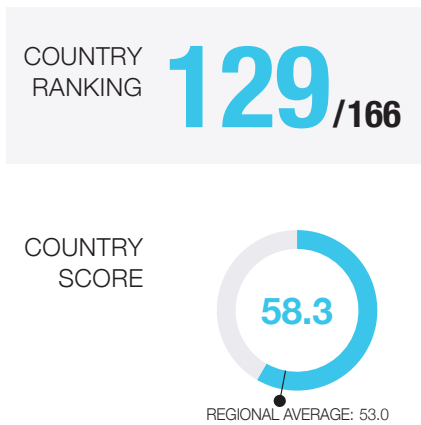 COUNTRY
RANKING
129/166
COUNTRY
SCORE
58.3
REGIONAL AVERAGE: 53.0